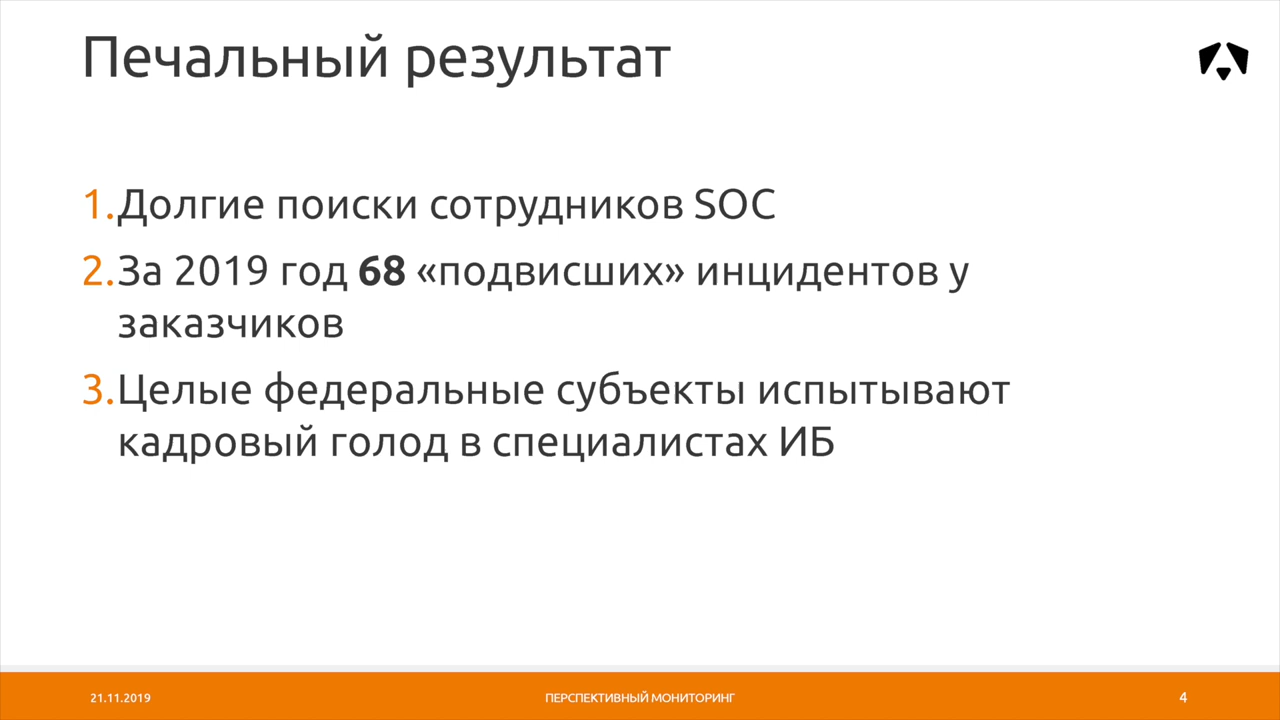 Печальный результат
1. Долгие поиски сотрудников SOC
2. За 2019 год 68 «подвисших» инцидентов у
заказчиков
3. Целые федеральные субъекты испытывают
кадровый голод в специалистах ИБ
21.11.2019
ПЕРСПЕКТИВНЫЙ МОНИТОРИНГ
4